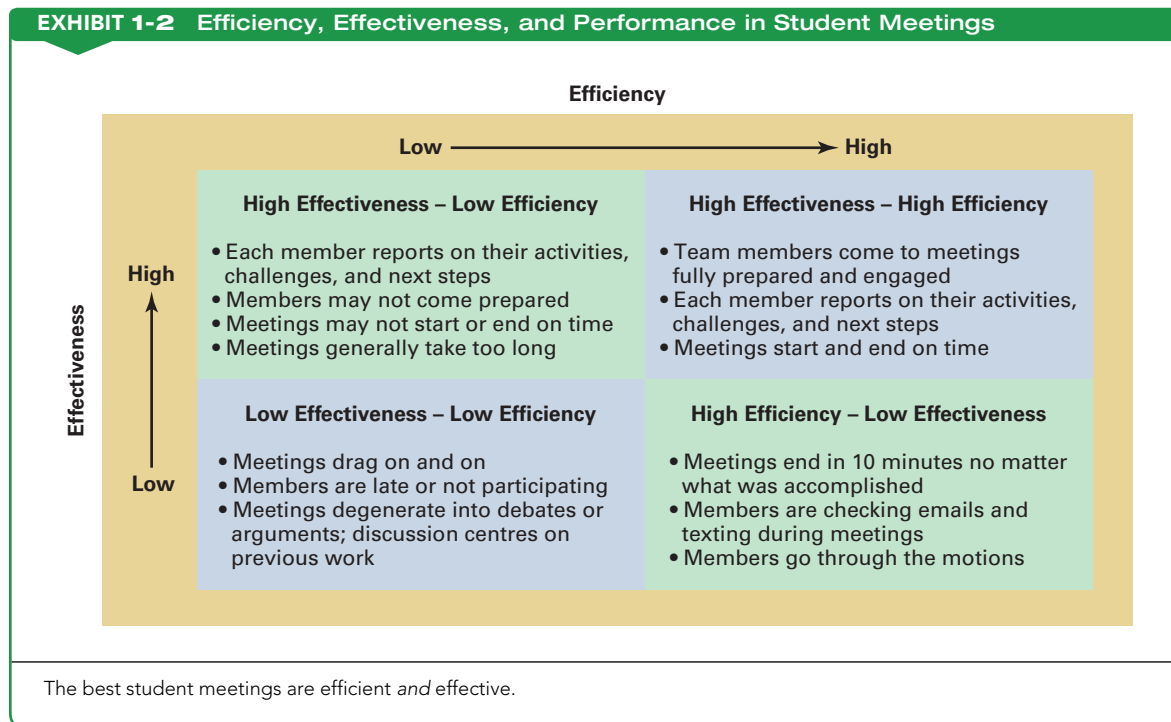 EXHIBIT 1-2 Efficiency, Effectiveness, and Performance in Student Meetings
Efficiency
Low High
High Effectiveness – Low Efficiency
• Each member reports on their activities,
challenges, and next steps
• Members may not come prepared
• Meetings may not start or end on time
• Meetings generally take too long
High Effectiveness – High Efficiency
• Team members come to meetings
fully prepared and engaged
• Each member reports on their activities,
challenges, and next steps
• Meetings start and end on time
Effectiveness
High
Low
Low Effectiveness – Low Efficiency
• Meetings drag on and on
• Members are late or not participating
• Meetings degenerate into debates or
arguments; discussion centres on
previous work
High Efficiency – Low Effectiveness
• Meetings end in 10 minutes no matter
what was accomplished
• Members are checking emails and
texting during meetings
• Members go through the motions
The best student meetings are efficient and effective.